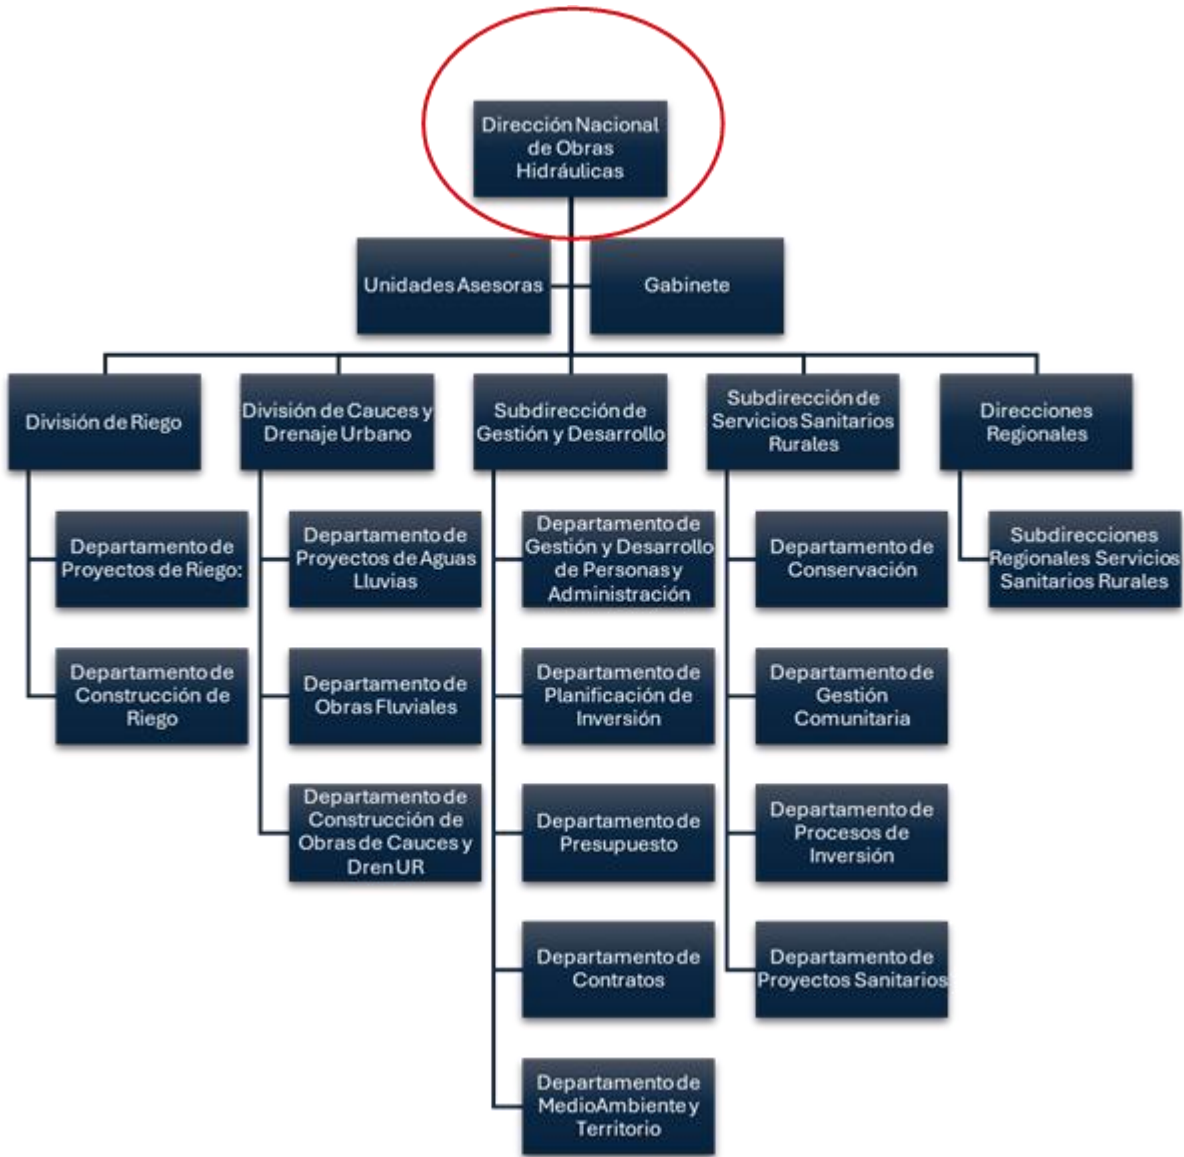 Dirección Nacional
de Obras
Hidráulicas
Unidades Asesoras
Gabinete
División de Riego
División de Cauces y
Drenaje Urbano
Subdirección de
Gestión y Desarrollo
Subdirección de
Servicios Sanitarios
Rurales
Direcciones
Regionales
Departamento de
Proyectos de Riego:
Departamento de
Construcción de
Riego
Departamento de
Proyectos de Aguas
Lluvias
Departamento de
Obras Fluviales
Departamento de
Construcción de
Obras de Cauces y
Dren UR
Departamento de
Gestión y Desarrollo
de Personas y
Administración
Departamento de
Planificación de
Inversión
Departamento de
Presupuesto
Departamento de
Contratos
Departamento de
MedioAmbiente y
Territorio
Departamento de
Conservación
Departamento de
Gestión
Comunitaria
Departamento de
Procesos de
Inversión
Departamento de
Proyectos Sanitarios
Subdirecciones
Regionales Servicios
Sanitarios Rurales